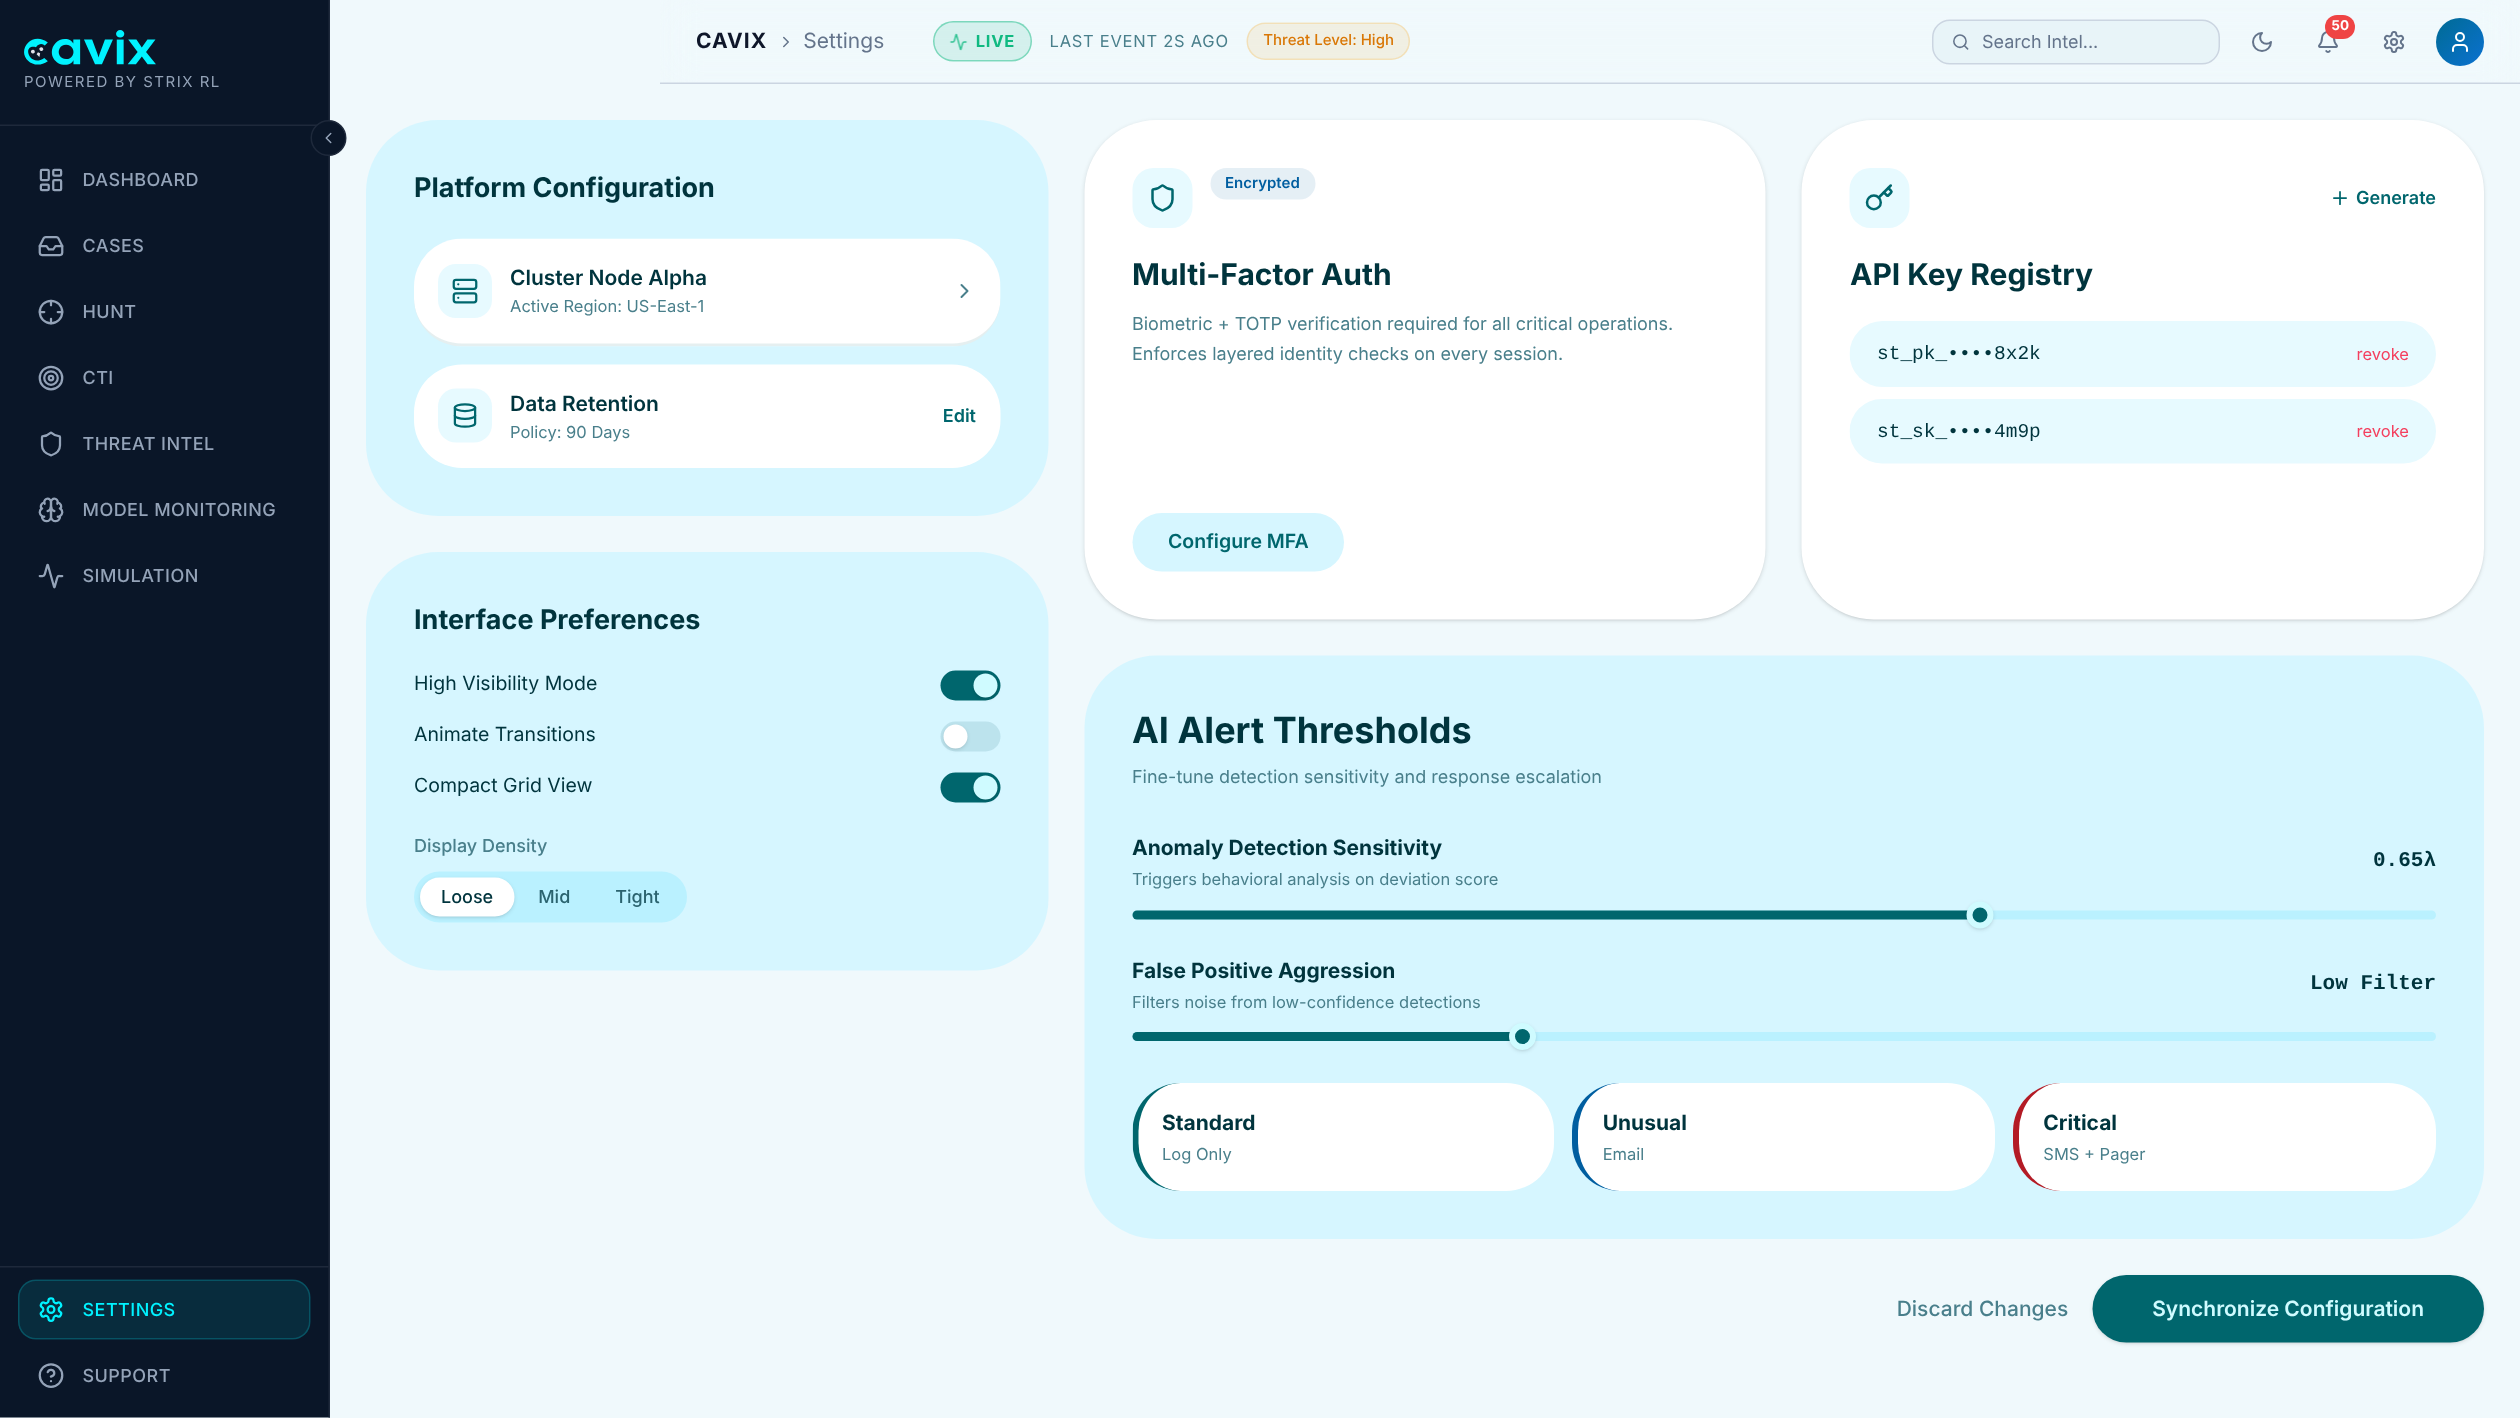 cavix
POWERED BY STRIX RL
DASHBOARD
CASES
HUNT
CTI
THREAT INTEL
MODEL MONITORING
SIMULATION
SETTINGS
SUPPORT
CAVIX > Settings
LIVE
LAST EVENT 2S AGO
Threat Level: High
Search Intel...
50
Platform Configuration
Cluster Node Alpha
Active Region: US-East-1
Data Retention
Policy: 90 Days
Edit
Interface Preferences
High Visibility Mode
Animate Transitions
Compact Grid View
Display Density
Loose Mid Tight
Encrypted
Multi-Factor Auth
Biometric + TOTP verification required for all critical operations.
Enforces layered identity checks on every session.
Configure MFA
+ Generate
API Key Registry
st_pk_••••8x2k revoke
st_sk_••••4m9p revoke
AI Alert Thresholds
Fine-tune detection sensitivity and response escalation
Anomaly Detection Sensitivity
Triggers behavioral analysis on deviation score
0.65λ
False Positive Aggression
Filters noise from low-confidence detections
Low Filter
Standard
Log Only
Unusual
Email
Critical
SMS + Pager
Discard Changes
Synchronize Configuration